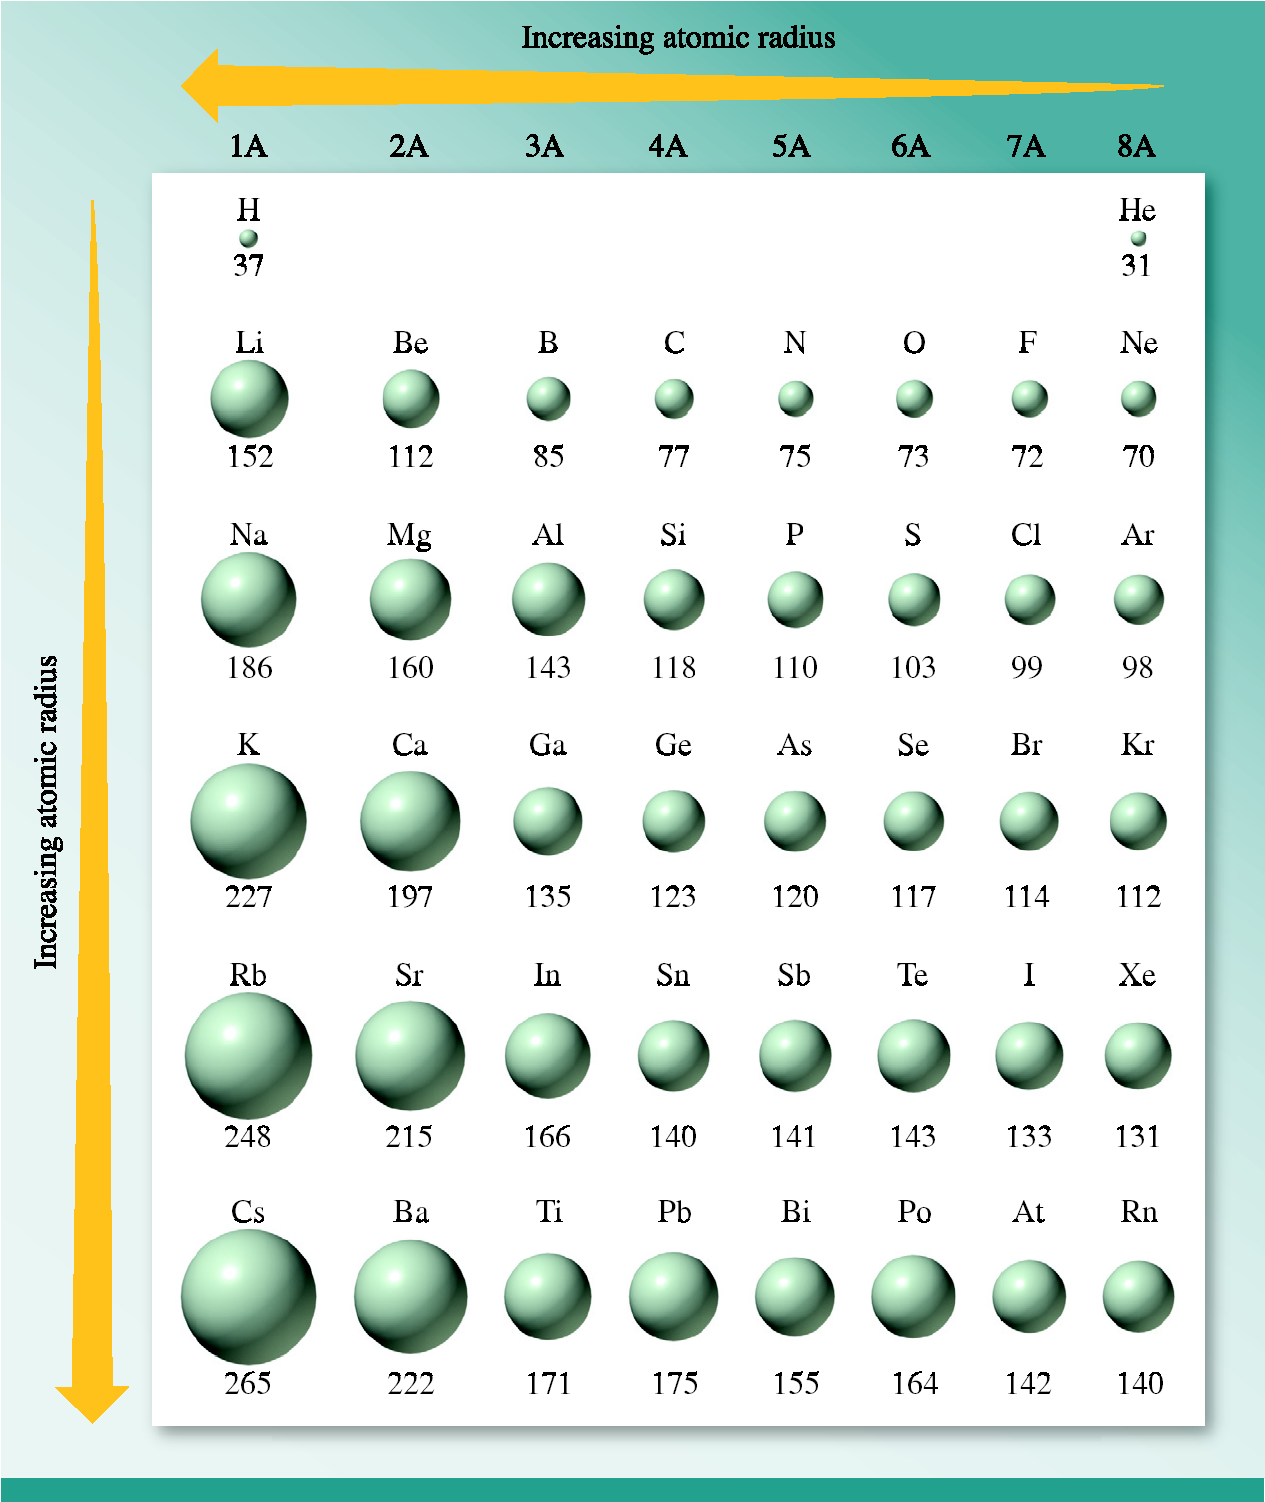 Increasing atomic radius
1A 2A 3A 4A 5A 6A 7A 8A
H He
37 31
Li Be B C N O F Ne
152 112 85 77 75 73 72 70
Na Mg Al Si P S Cl Ar
186 160 143 118 110 103 99 98
K Ca Ga Ge As Se Br Kr
227 197 135 123 120 117 114 112
Rb Sr In Sn Sb Te I Xe
248 215 166 140 141 143 133 131
Cs Ba Ti Pb Bi Po At Rn
265 222 171 175 155 164 142 140
Increasing atomic radius